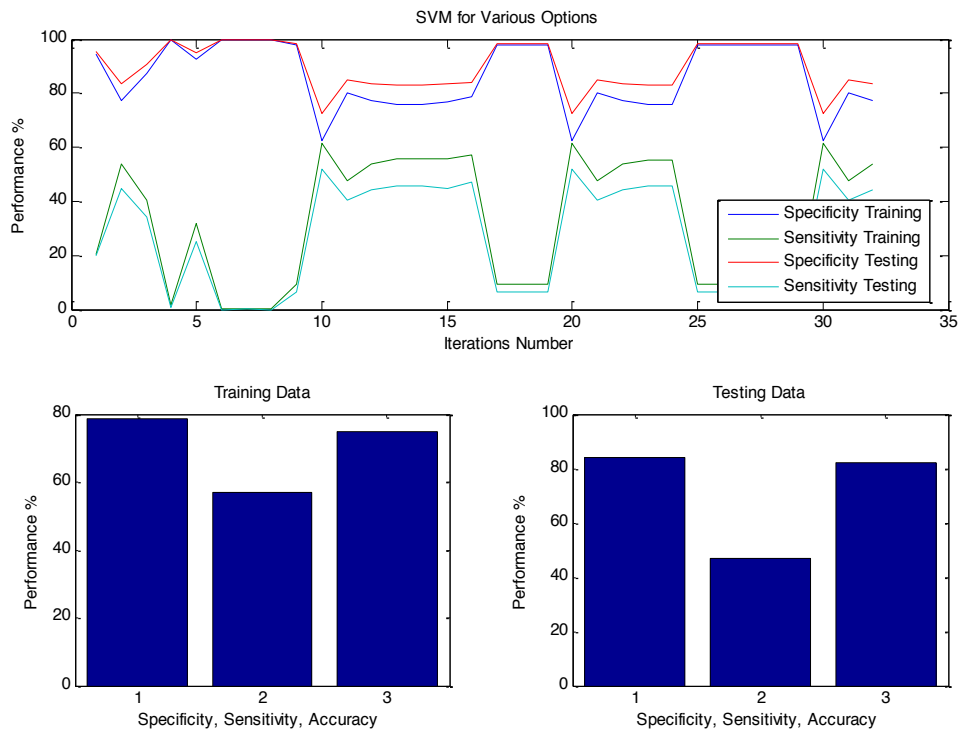 SVM for Various Options
100
80
60
40
20
0
Performance %
0 5 10 15 20 25 30 35
Iterations Number
Specificity Training
Sensitivity Training
Specificity Testing
Sensitivity Testing
Training Data
80
60
40
20
0
Performance %
1 2 3
Specificity, Sensitivity, Accuracy
Testing Data
100
80
60
40
20
0
Performance %
1 2 3
Specificity, Sensitivity, Accuracy